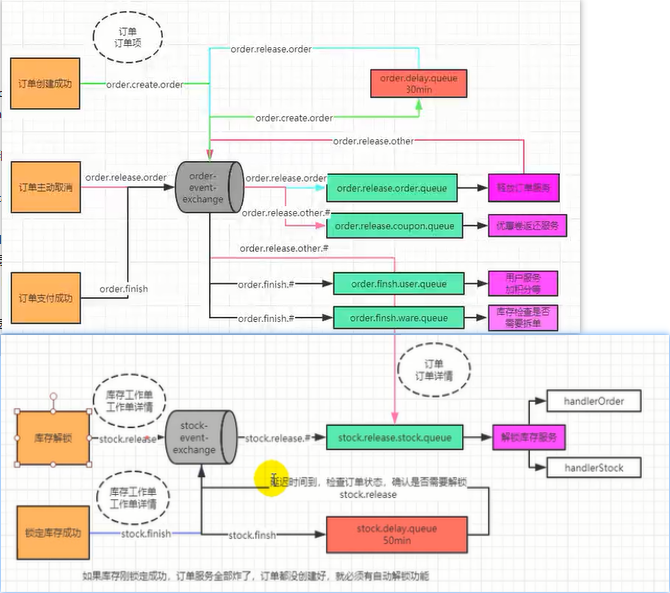 订单
订单项
order.release.order
订单创建成功
order.create.order
order.delay.queue
30min
order.create.order
order.release.other
订单主动取消
order.release.order
order-
event-
exchange
order.release.order
order.release.order.queue
释放订单服务
order.release.other.#
order.release.coupon.queue
优惠卷返还服务
order.release.other.#
订单支付成功
order.finish
order.finish.#
order.finsh.user.queue
用户服务
加积分等
order.finish.#
order.finsh.ware.queue
库存检查是否
需要拆单
订单
订单详情
库存工作单
工作单详情
handlerOrder
库存解锁
stock.release
stock-
event-
exchange
stock.release.#
stock.release.stock.queue
解锁库存服务
handlerStock
库存工作单
工作单详情
延迟时间到，检查订单状态，确认是否需要解锁
stock.release
锁定库存成功
stock.finish
stock.finsh
stock.delay.queue
50min
如果库存刚锁定成功，订单服务全部炸了，订单都没创建好，就必须有自动解锁功能